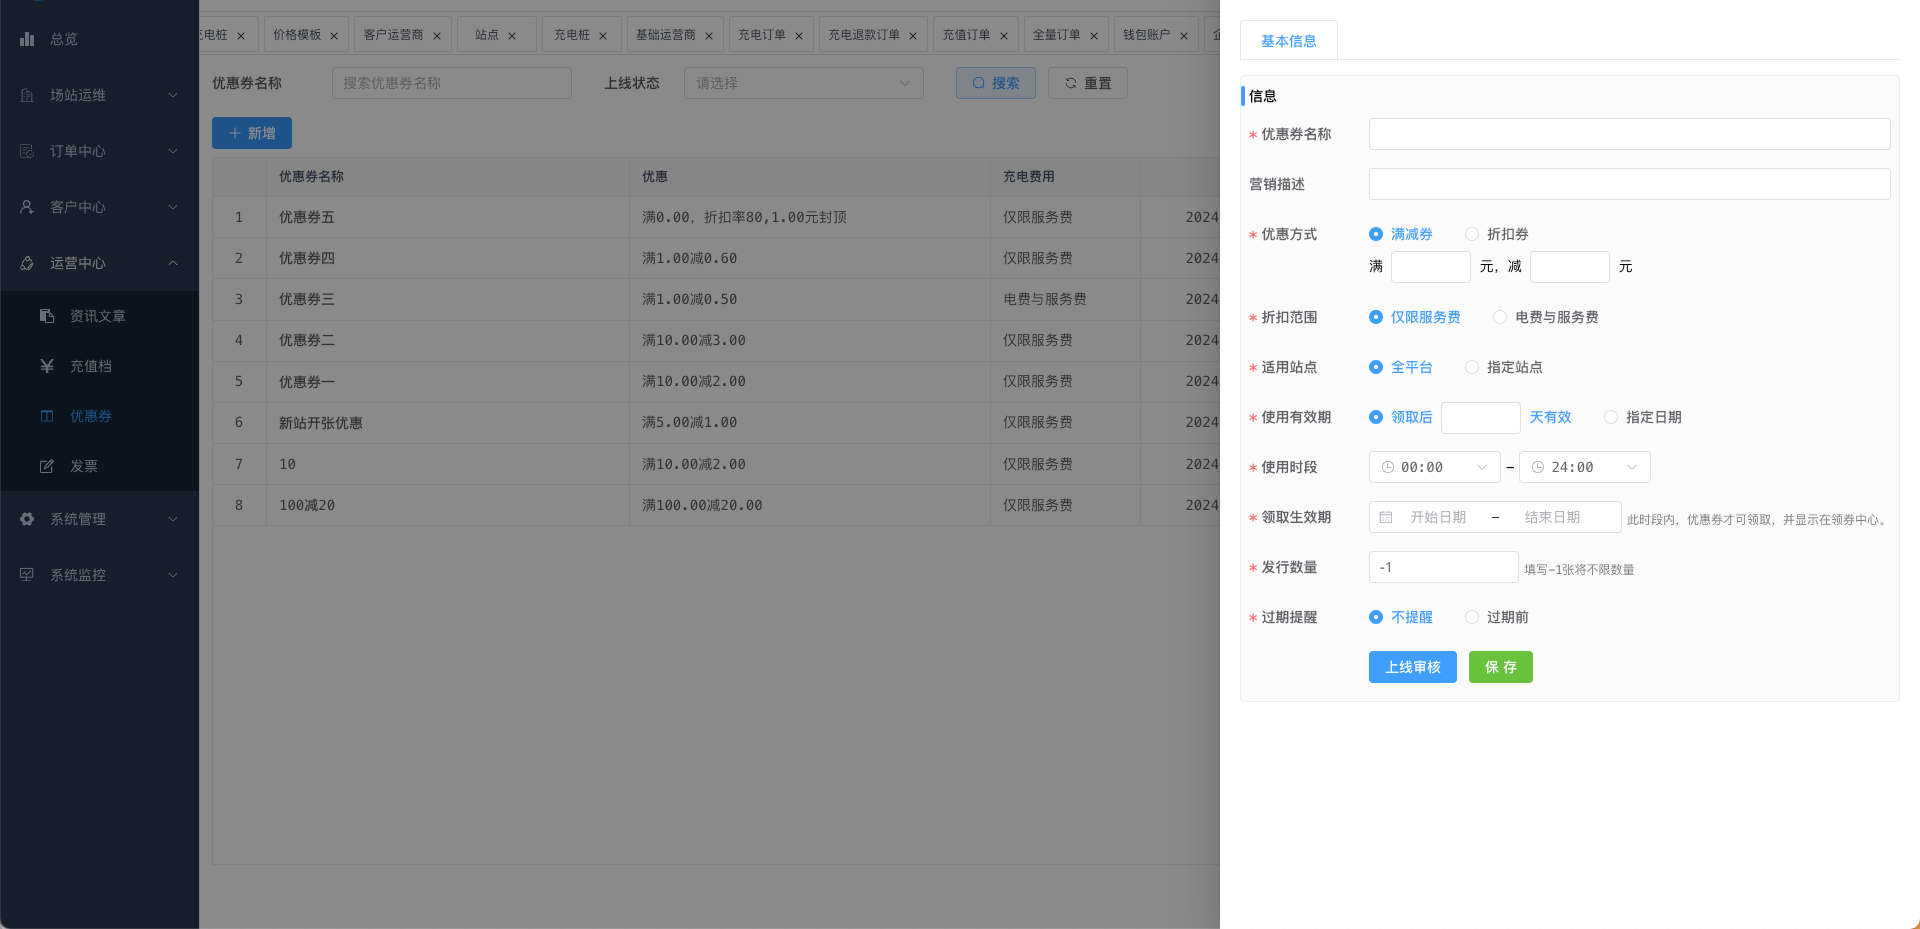 总览
场站运维
订单中心
客户中心
运营中心
资讯文章
充值档
优惠券
发票
系统管理
系统监控
充电桩 价格模板 客户运营商 站点 充电桩 基础运营商 充电订单 充电退款订单 充值订单 全量订单 钱包账户
优惠券名称 搜索优惠券名称 上线状态 请选择 搜索 重置
新增
优惠券名称 优惠 充电费用
1 优惠券五 满0.00，折扣率80,1.00元封顶 仅限服务费 2024
2 优惠券四 满1.00减0.60 仅限服务费 2024
3 优惠券三 满1.00减0.50 电费与服务费 2024
4 优惠券二 满10.00减3.00 仅限服务费 2024
5 优惠券一 满10.00减2.00 仅限服务费 2024
6 新站开张优惠 满5.00减1.00 仅限服务费 2024
7 10 满10.00减2.00 仅限服务费 2024
8 100减20 满100.00减20.00 仅限服务费 2024
基本信息
信息
* 优惠券名称
营销描述
* 优惠方式 满减券 折扣券
满 元，减 元
* 折扣范围 仅限服务费 电费与服务费
* 适用站点 全平台 指定站点
* 使用有效期 领取后 天有效 指定日期
* 使用时段 00:00 – 24:00
* 领取生效期 开始日期 – 结束日期 此时段内，优惠券才可领取，并显示在领券中心。
* 发行数量 -1 填写-1张将不限数量
* 过期提醒 不提醒 过期前
上线审核 保 存